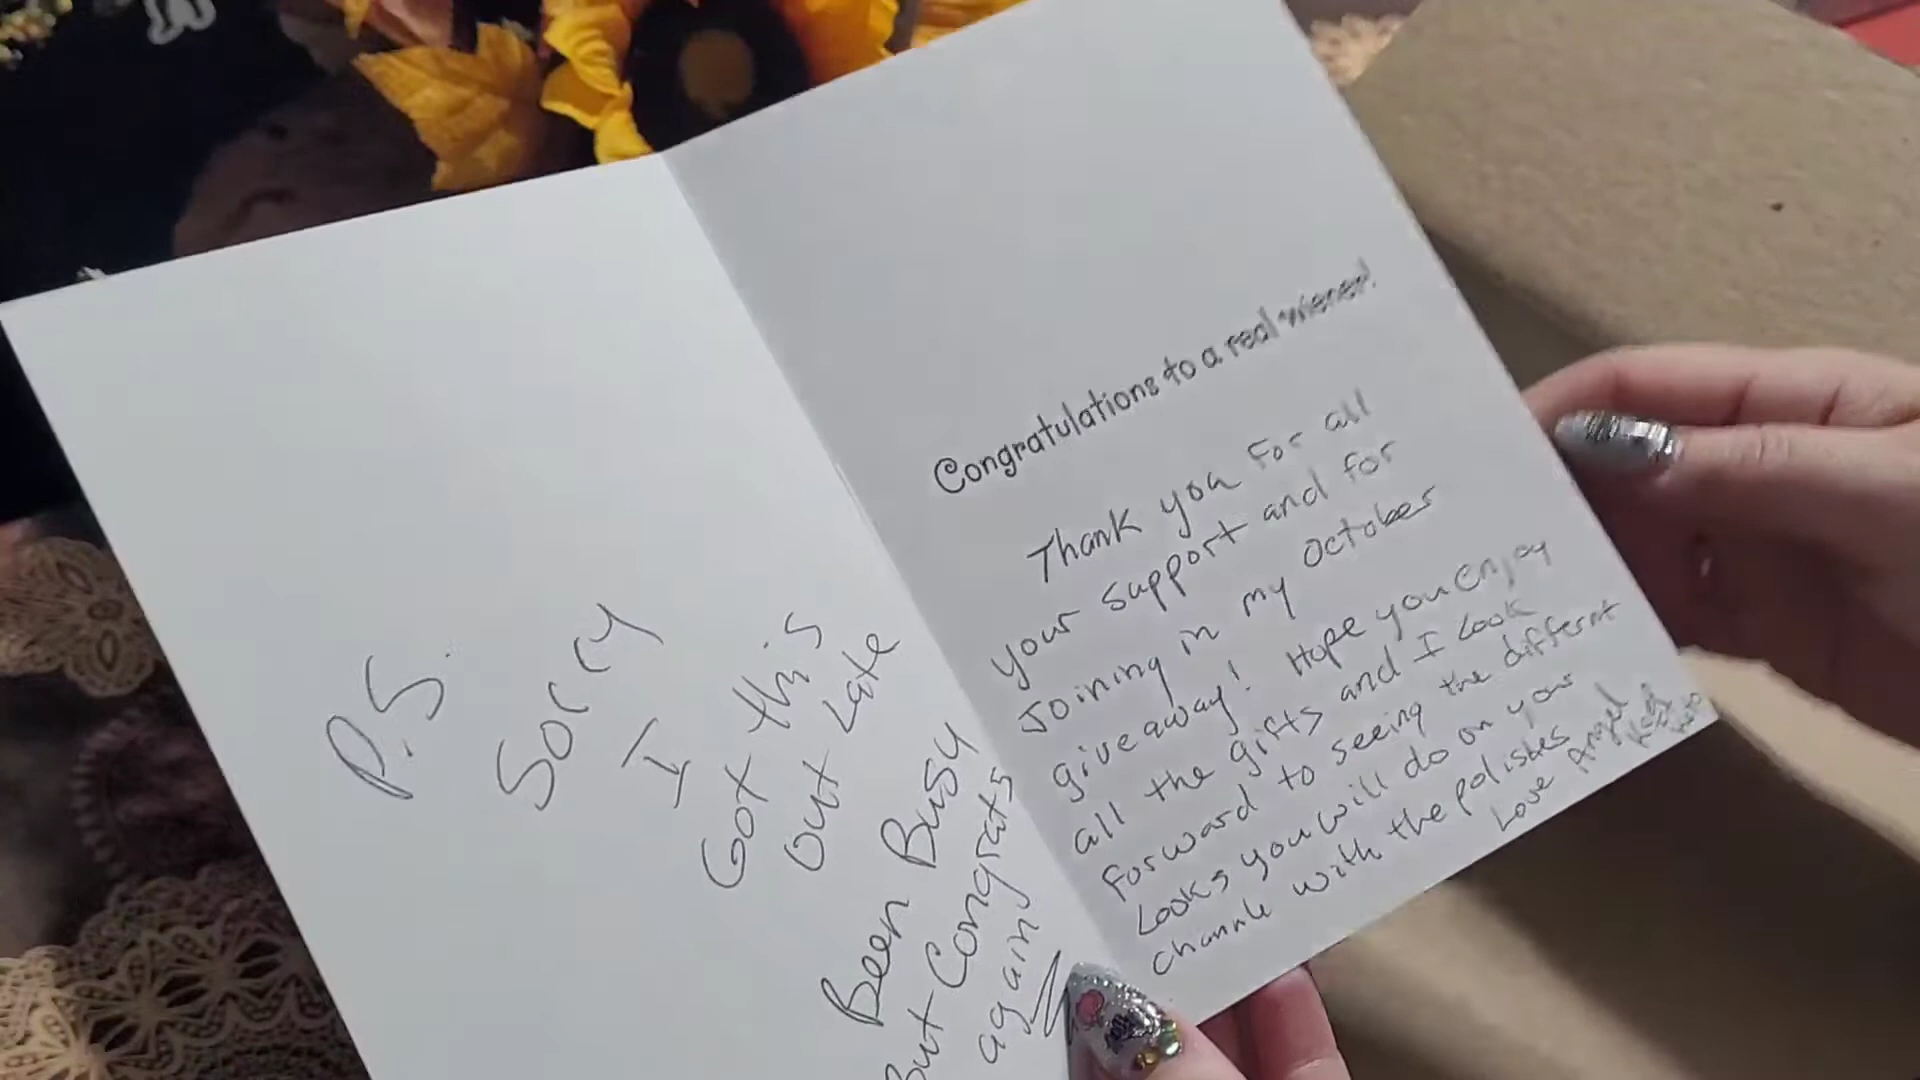 P.S.
Sorry
I
Got this
out Late
Been Busy
But Congrats
again
Congratulations to a real wiener!
Thank you For all
your support and for
Joining in my October
giveaway! Hope you enjoy
all the gifts and I Look
Forward to seeing the differnt
Looks you will do on your
channle with the polishes
Love Angel